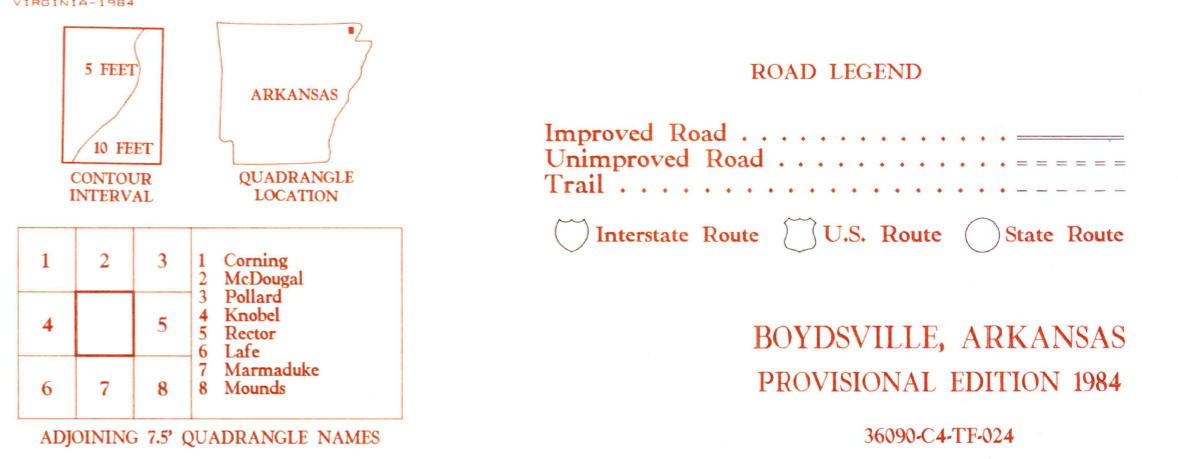 VIRGINIA-1984
5 FEET
10 FEET
CONTOUR
INTERVAL
ARKANSAS
QUADRANGLE
LOCATION
1 2 3
4 5
6 7 8
1 Corning
2 McDougal
3 Pollard
4 Knobel
5 Rector
6 Lafe
7 Marmaduke
8 Mounds
ADJOINING 7.5' QUADRANGLE NAMES
ROAD LEGEND
Improved Road
Unimproved Road
Trail
Interstate Route U.S. Route State Route
BOYDSVILLE, ARKANSAS
PROVISIONAL EDITION 1984
36090-C4-TF-024